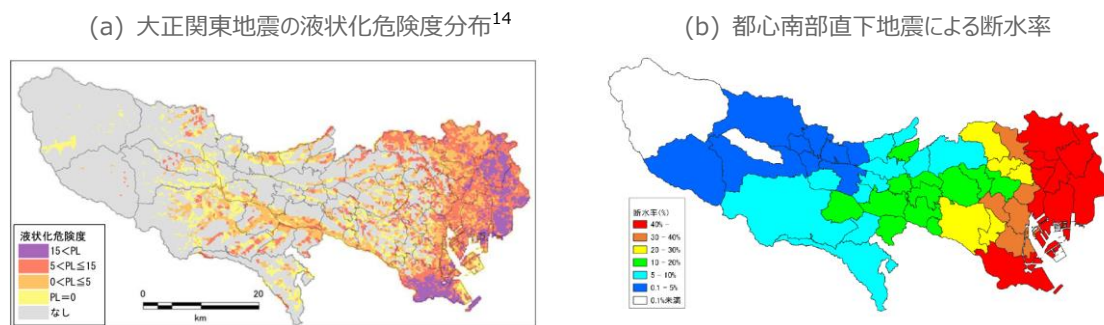 (a) 大正関東地震の液状化危険度分布14
(b) 都心南部直下地震による断水率
液状化危険度
15<PL
5<PL≦15
0<PL≦5
PL=0
なし
0
20
km
断水率(%)
40% -
30 - 40%
20 - 30%
10 - 20%
5 - 10%
0.1 - 5%
0.1%未満